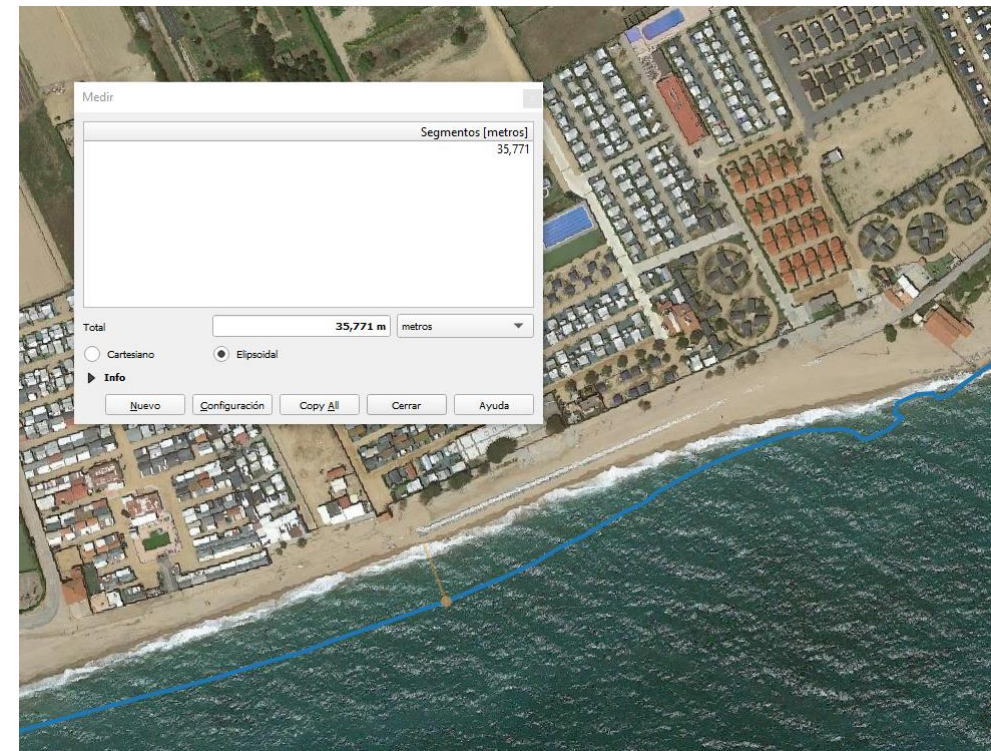 Medir
Segmentos [metros]
35,771
Total 35,771 m metros
Cartesiano Elipsoidal
Info
Nuevo Configuración Copy All Cerrar Ayuda